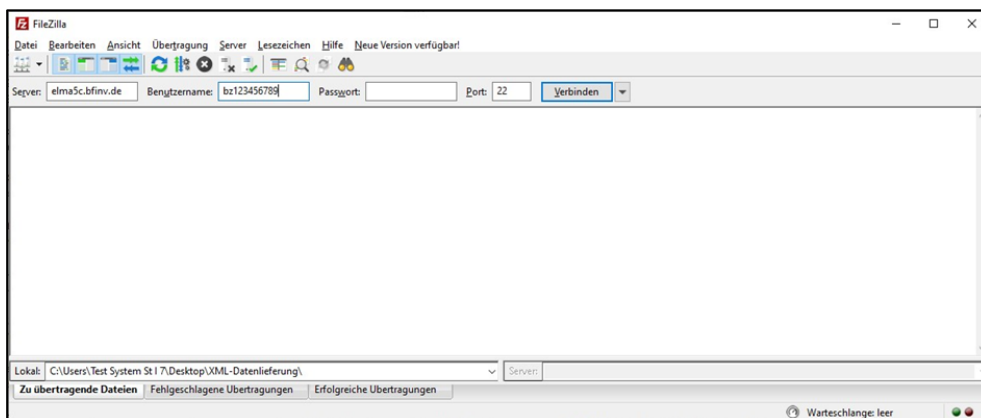 Fz FileZilla
Datei Bearbeiten Ansicht Übertragung Server Lesezeichen Hilfe Neue Version verfügbar!
Server: elma5c.bfinv.de Benutzername: bz123456789 Passwort: Port: 22 Verbinden
Lokal: C:\Users\Test System St I 7\Desktop\XML-Datenlieferung\ Server:
Zu übertragende Dateien Fehlgeschlagene Übertragungen Erfolgreiche Übertragungen
Warteschlange: leer